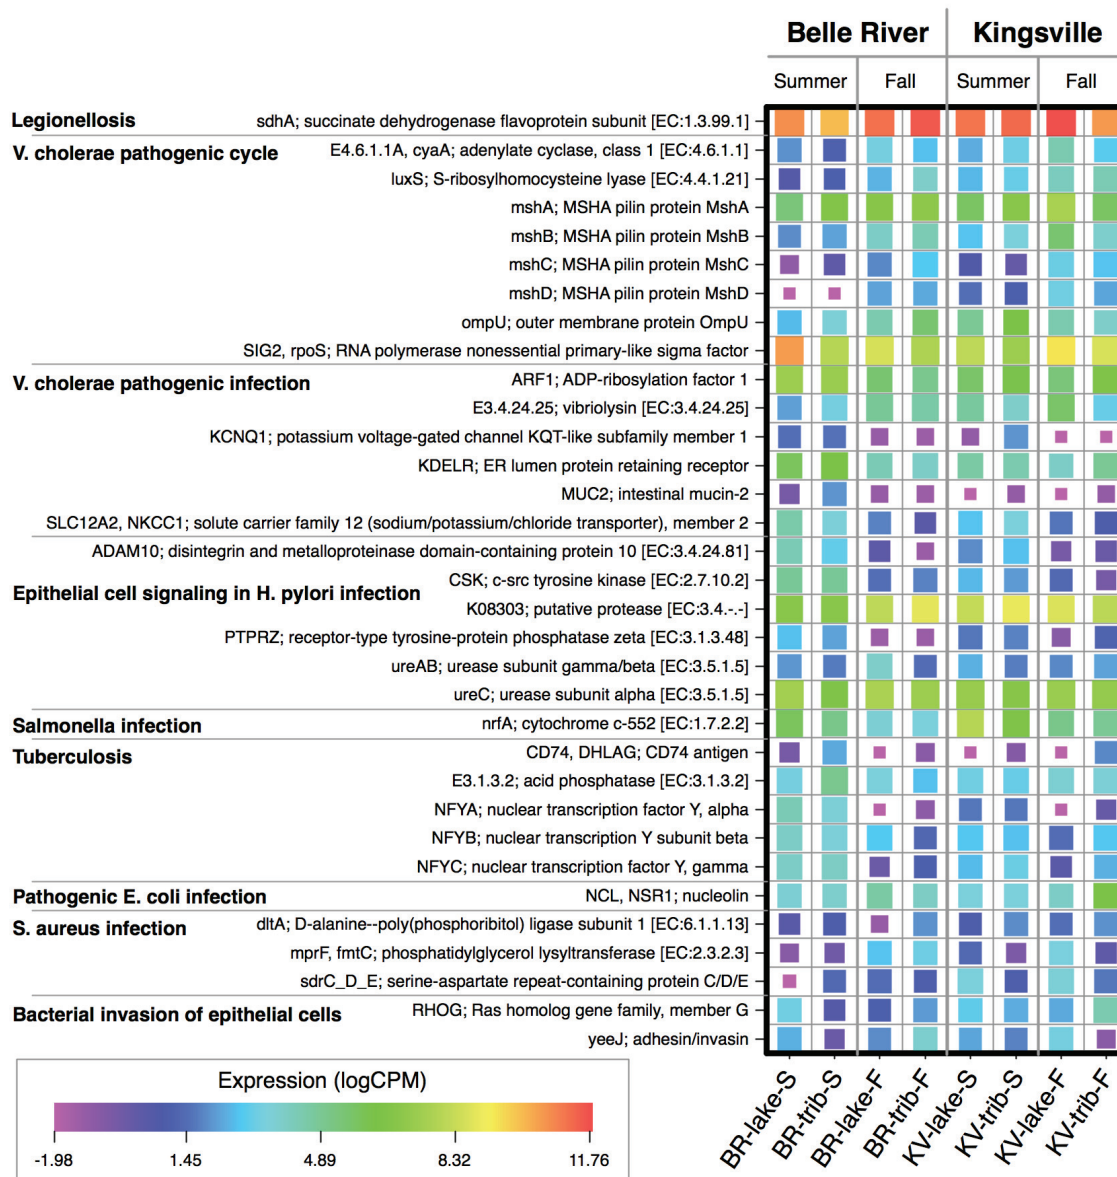 Belle River Kingsville
Summer Fall Summer Fall
Legionellosis
sdhA; succinate dehydrogenase flavoprotein subunit [EC:1.3.99.1]
V. cholerae pathogenic cycle
E4.6.1.1A, cyaA; adenylate cyclase, class 1 [EC:4.6.1.1]
luxS; S-ribosylhomocysteine lyase [EC:4.4.1.21]
mshA; MSHA pilin protein MshA
mshB; MSHA pilin protein MshB
mshC; MSHA pilin protein MshC
mshD; MSHA pilin protein MshD
ompU; outer membrane protein OmpU
SIG2, rpoS; RNA polymerase nonessential primary-like sigma factor
V. cholerae pathogenic infection
ARF1; ADP-ribosylation factor 1
E3.4.24.25; vibriolysin [EC:3.4.24.25]
KCNQ1; potassium voltage-gated channel KQT-like subfamily member 1
KDELR; ER lumen protein retaining receptor
MUC2; intestinal mucin-2
SLC12A2, NKCC1; solute carrier family 12 (sodium/potassium/chloride transporter), member 2
ADAM10; disintegrin and metalloproteinase domain-containing protein 10 [EC:3.4.24.81]
CSK; c-src tyrosine kinase [EC:2.7.10.2]
Epithelial cell signaling in H. pylori infection
K08303; putative protease [EC:3.4.-.-]
PTPRZ; receptor-type tyrosine-protein phosphatase zeta [EC:3.1.3.48]
ureAB; urease subunit gamma/beta [EC:3.5.1.5]
ureC; urease subunit alpha [EC:3.5.1.5]
Salmonella infection
nrfA; cytochrome c-552 [EC:1.7.2.2]
Tuberculosis
CD74, DHLAG; CD74 antigen
E3.1.3.2; acid phosphatase [EC:3.1.3.2]
NFYA; nuclear transcription factor Y, alpha
NFYB; nuclear transcription Y subunit beta
NFYC; nuclear transcription factor Y, gamma
Pathogenic E. coli infection
NCL, NSR1; nucleolin
S. aureus infection
dltA; D-alanine--poly(phosphoribitol) ligase subunit 1 [EC:6.1.1.13]
mprF, fmtC; phosphatidylglycerol lysyltransferase [EC:2.3.2.3]
sdrC_D_E; serine-aspartate repeat-containing protein C/D/E
Bacterial invasion of epithelial cells
RHOG; Ras homolog gene family, member G
yeeJ; adhesin/invasin
Expression (logCPM)
-1.98 1.45 4.89 8.32 11.76
BR-lake-S BR-trib-S BR-lake-F BR-trib-F KV-lake-S KV-trib-S KV-lake-F KV-trib-F